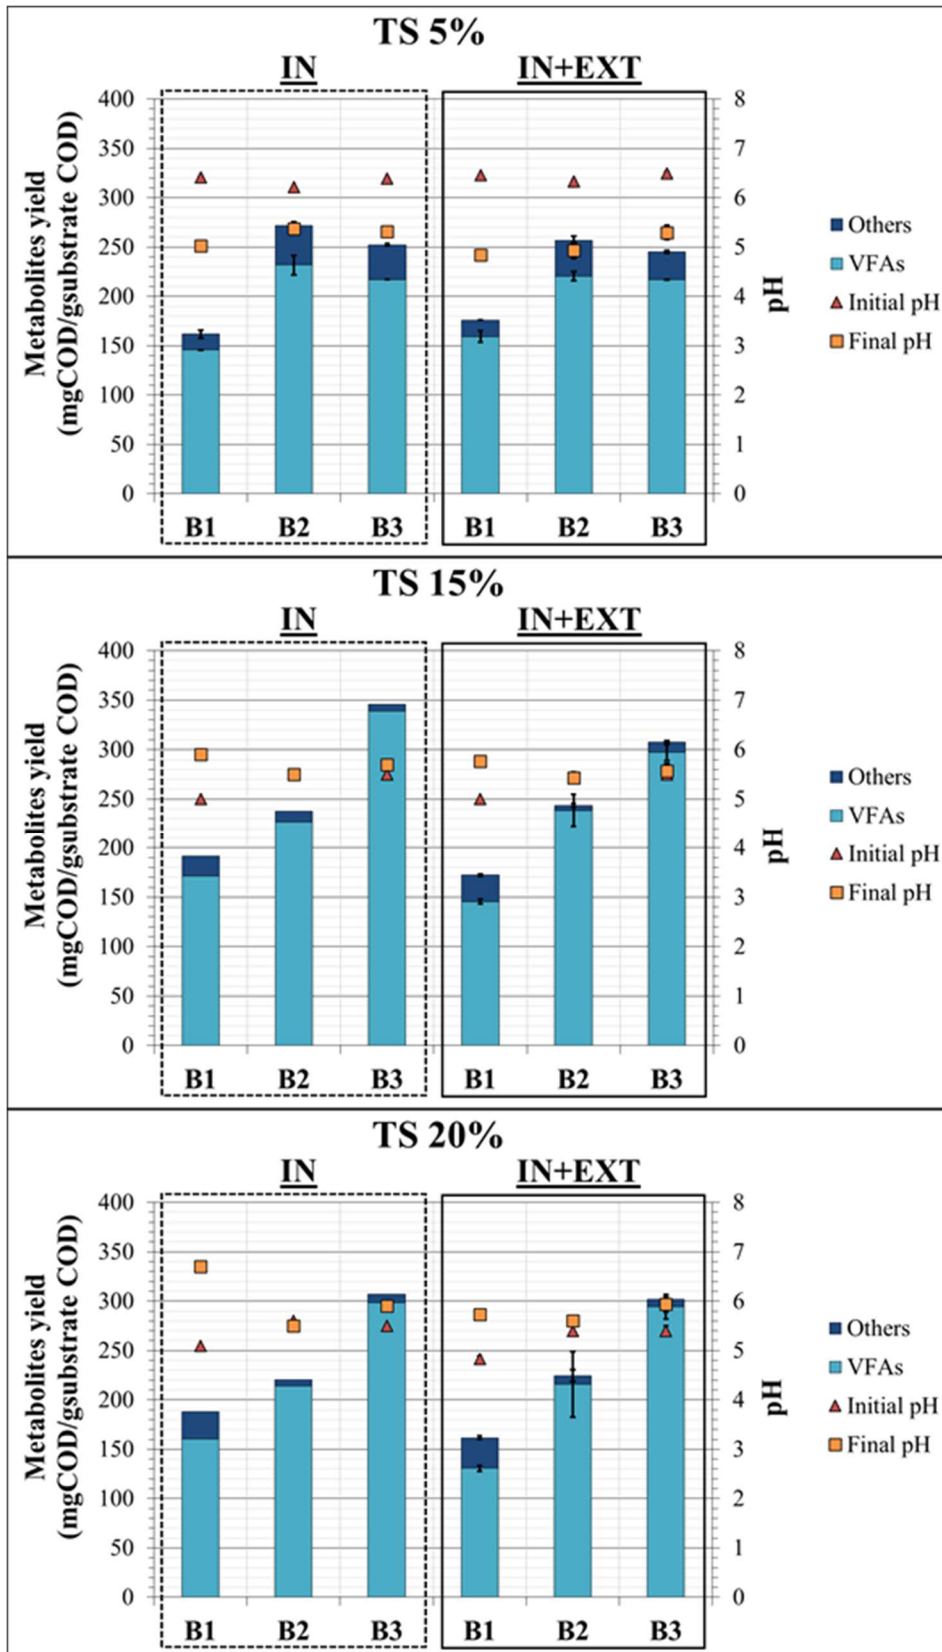 TS 5%
IN IN+EXT
Metabolites yield
(mgCOD/gsubstrate COD)
400
350
300
250
200
150
100
50
0
B1 B2 B3 B1 B2 B3
8
7
6
5
4
3
2
1
0
pH
Others
VFAs
Initial pH
Final pH
TS 15%
IN IN+EXT
Metabolites yield
(mgCOD/gsubstrate COD)
400
350
300
250
200
150
100
50
0
B1 B2 B3 B1 B2 B3
8
7
6
5
4
3
2
1
0
pH
Others
VFAs
Initial pH
Final pH
TS 20%
IN IN+EXT
Metabolites yield
(mgCOD/gsubstrate COD)
400
350
300
250
200
150
100
50
0
B1 B2 B3 B1 B2 B3
8
7
6
5
4
3
2
1
0
pH
Others
VFAs
Initial pH
Final pH